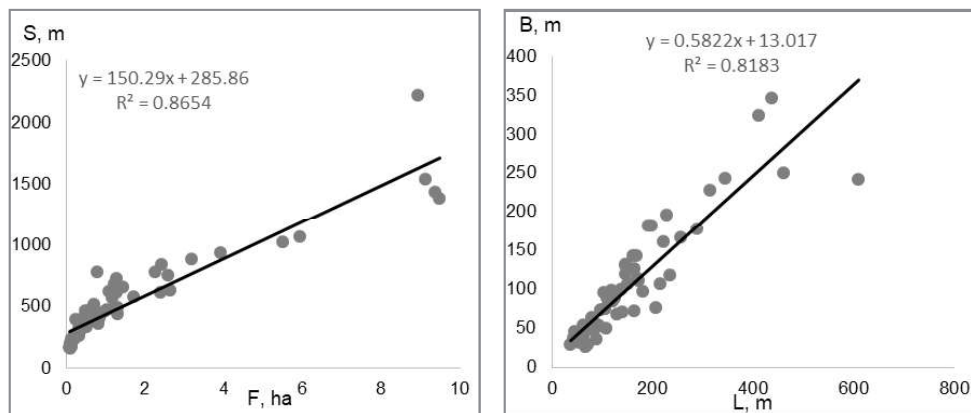 S, m
2500
y = 150.29x + 285.86
R² = 0.8654
2000
1500
1000
500
0
0 2 4 6 8 10
F, ha
B, m
y = 0.5822x + 13.017
R² = 0.8183
400
350
300
250
200
150
100
50
0
0 200 400 600 800
L, m